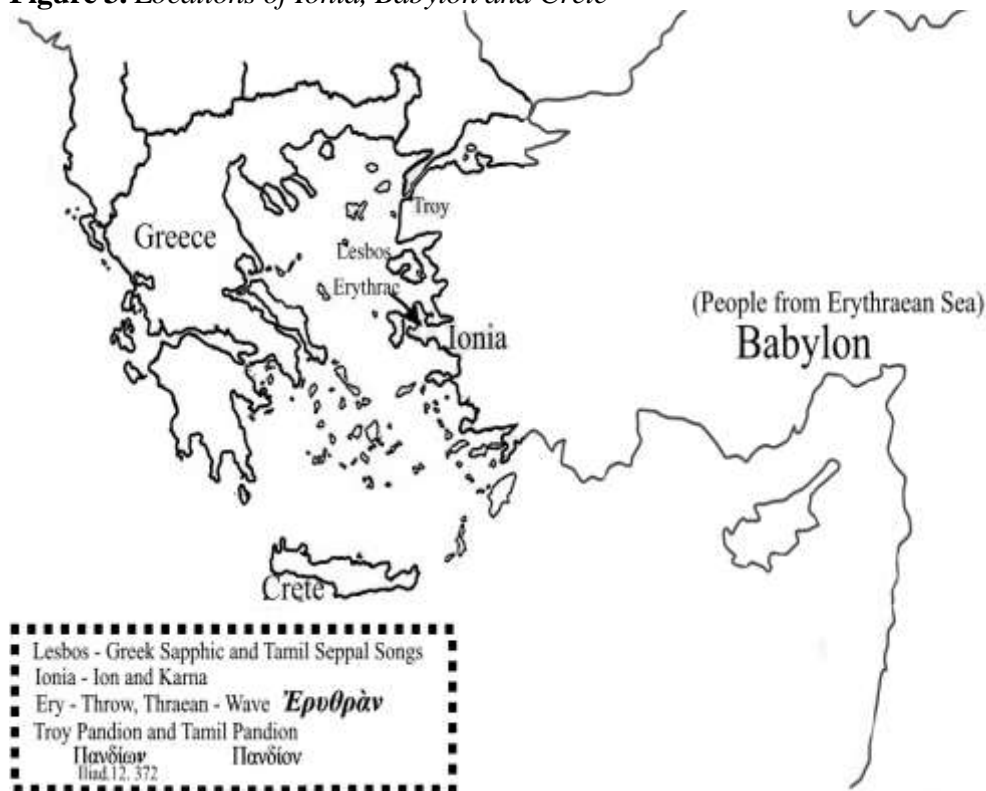 Figure 3. Locations of Ionia, Babylon and Crete
Troy
Greece
Lesbos
Erythrae
(People from Erythraean Sea)
Babylon
Ionia
Crete
Lesbos - Greek Sapphic and Tamil Seppal Songs
Ionia - Ion and Karna
Ery - Throw, Thraean - Wave Ἐρυθρὰν
Troy Pandion and Tamil Pandion
Πανδίων Πανδίον
Iliad.12. 372